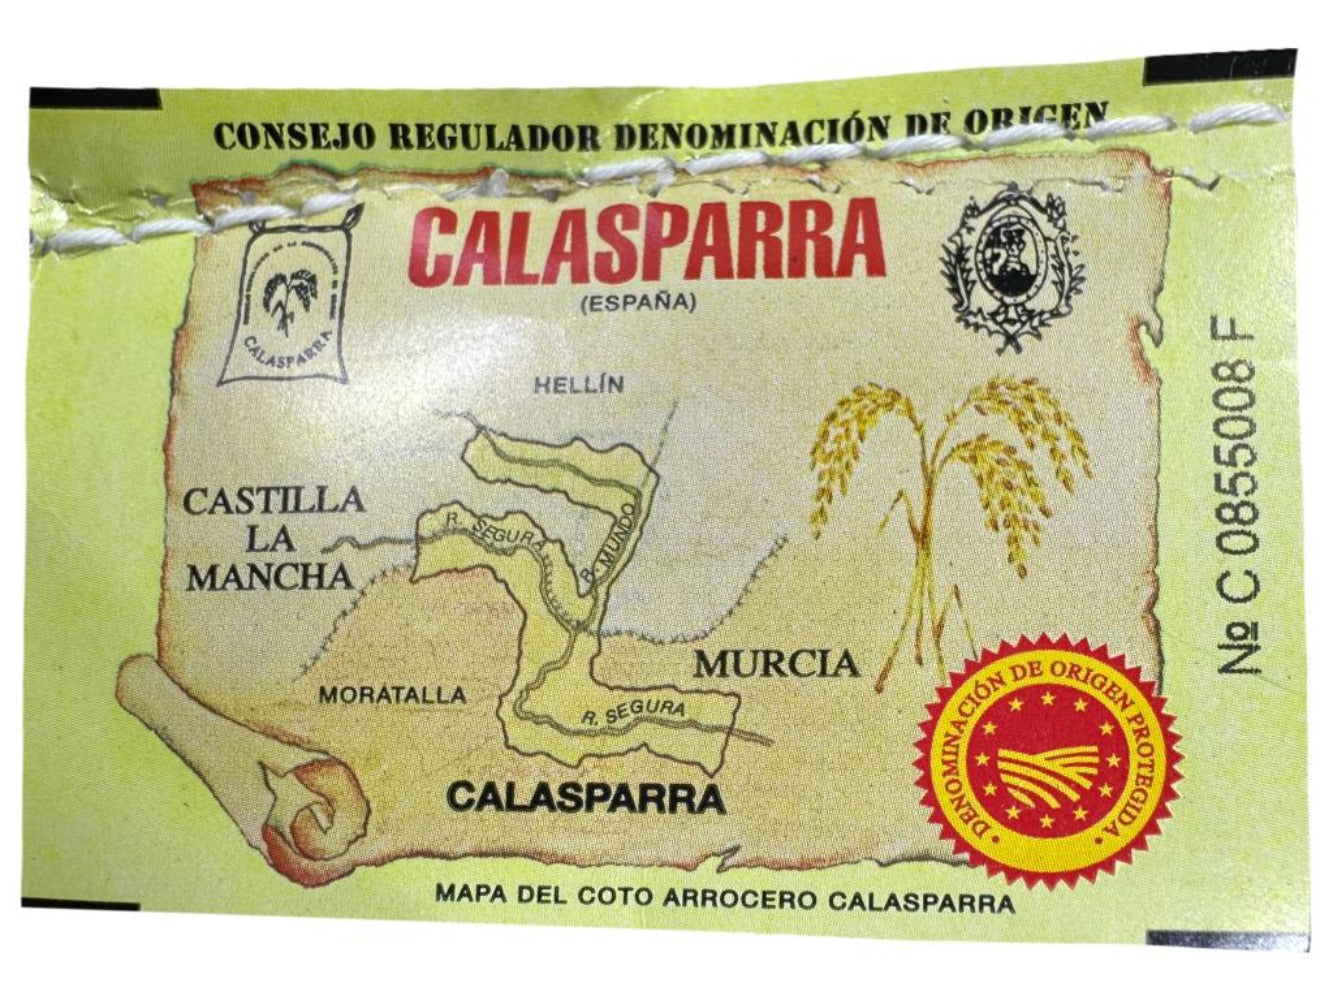 CONSEJO REGULADOR DENOMINACIÓN DE ORIGEN
CALASPARRA
(ESPAÑA)
CALASPARRA
HELLÍN
CASTILLA
LA
MANCHA
R. SEGURA
R. MUNDO
MURCIA
MORATALLA
R. SEGURA
CALASPARRA
DENOMINACIÓN DE ORIGEN PROTEGIDA
MAPA DEL COTO ARROCERO CALASPARRA
Nº C 0855008 F